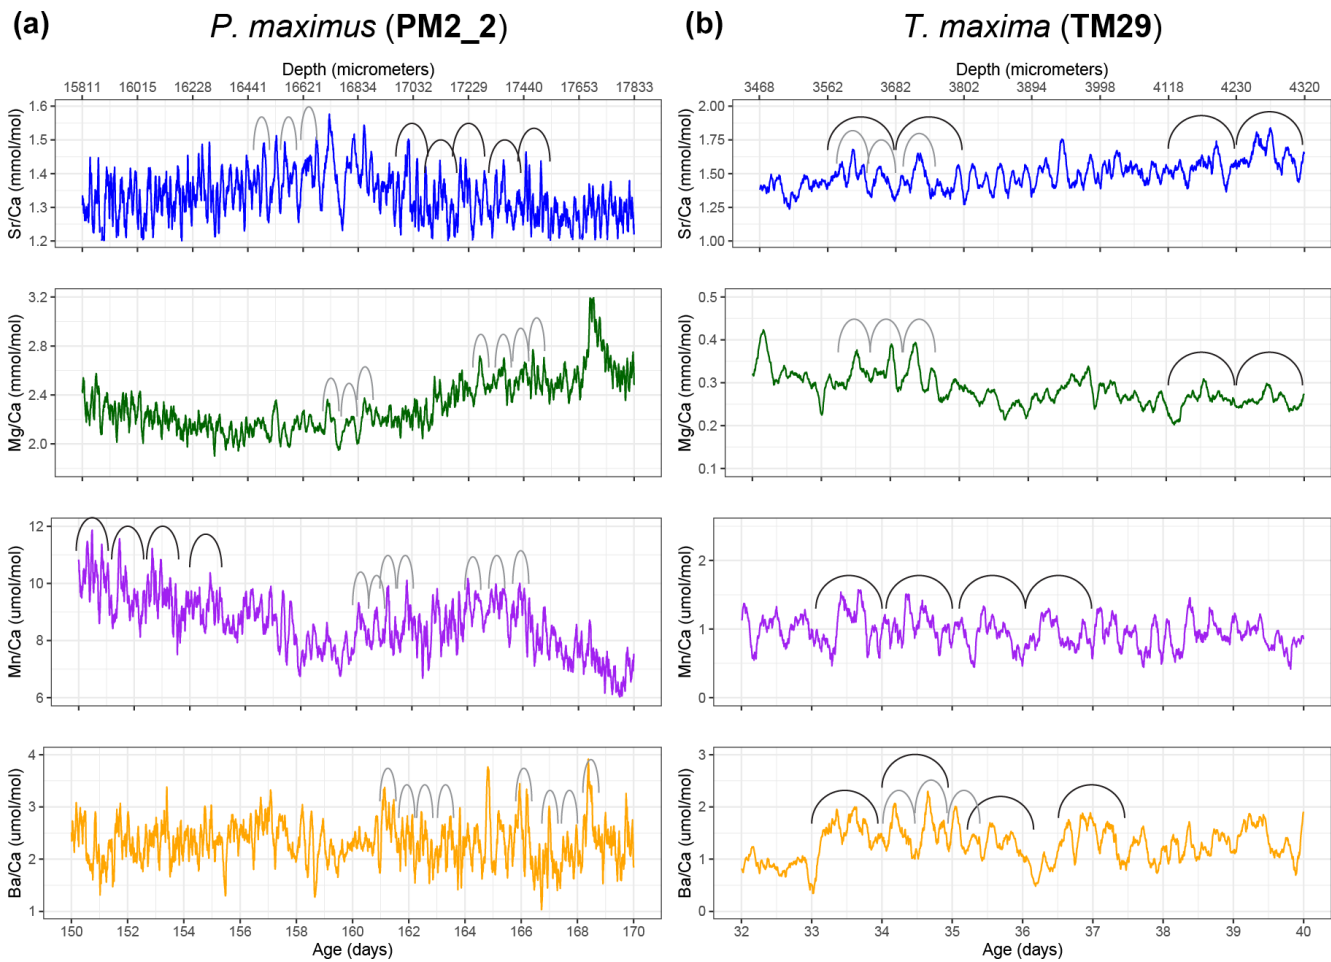 (a) P. maximus (PM2_2)
(b) T. maxima (TM29)
Depth (micrometers)
15811 16015 16228 16441 16621 16834 17032 17229 17440 17653 17833
Depth (micrometers)
3468 3562 3682 3802 3894 3998 4118 4230 4320
Sr/Ca (mmol/mol)
1.6
1.5
1.4
1.3
1.2
Sr/Ca (mmol/mol)
2.00
1.75
1.50
1.25
1.00
Mg/Ca (mmol/mol)
3.2
2.8
2.4
2.0
Mg/Ca (mmol/mol)
0.5
0.4
0.3
0.2
0.1
Mn/Ca (umol/mol)
12
10
8
6
Mn/Ca (umol/mol)
2
1
0
Ba/Ca (umol/mol)
4
3
2
1
Ba/Ca (umol/mol)
3
2
1
0
150 152 154 156 158 160 162 164 166 168 170
Age (days)
32 33 34 35 36 37 38 39 40
Age (days)